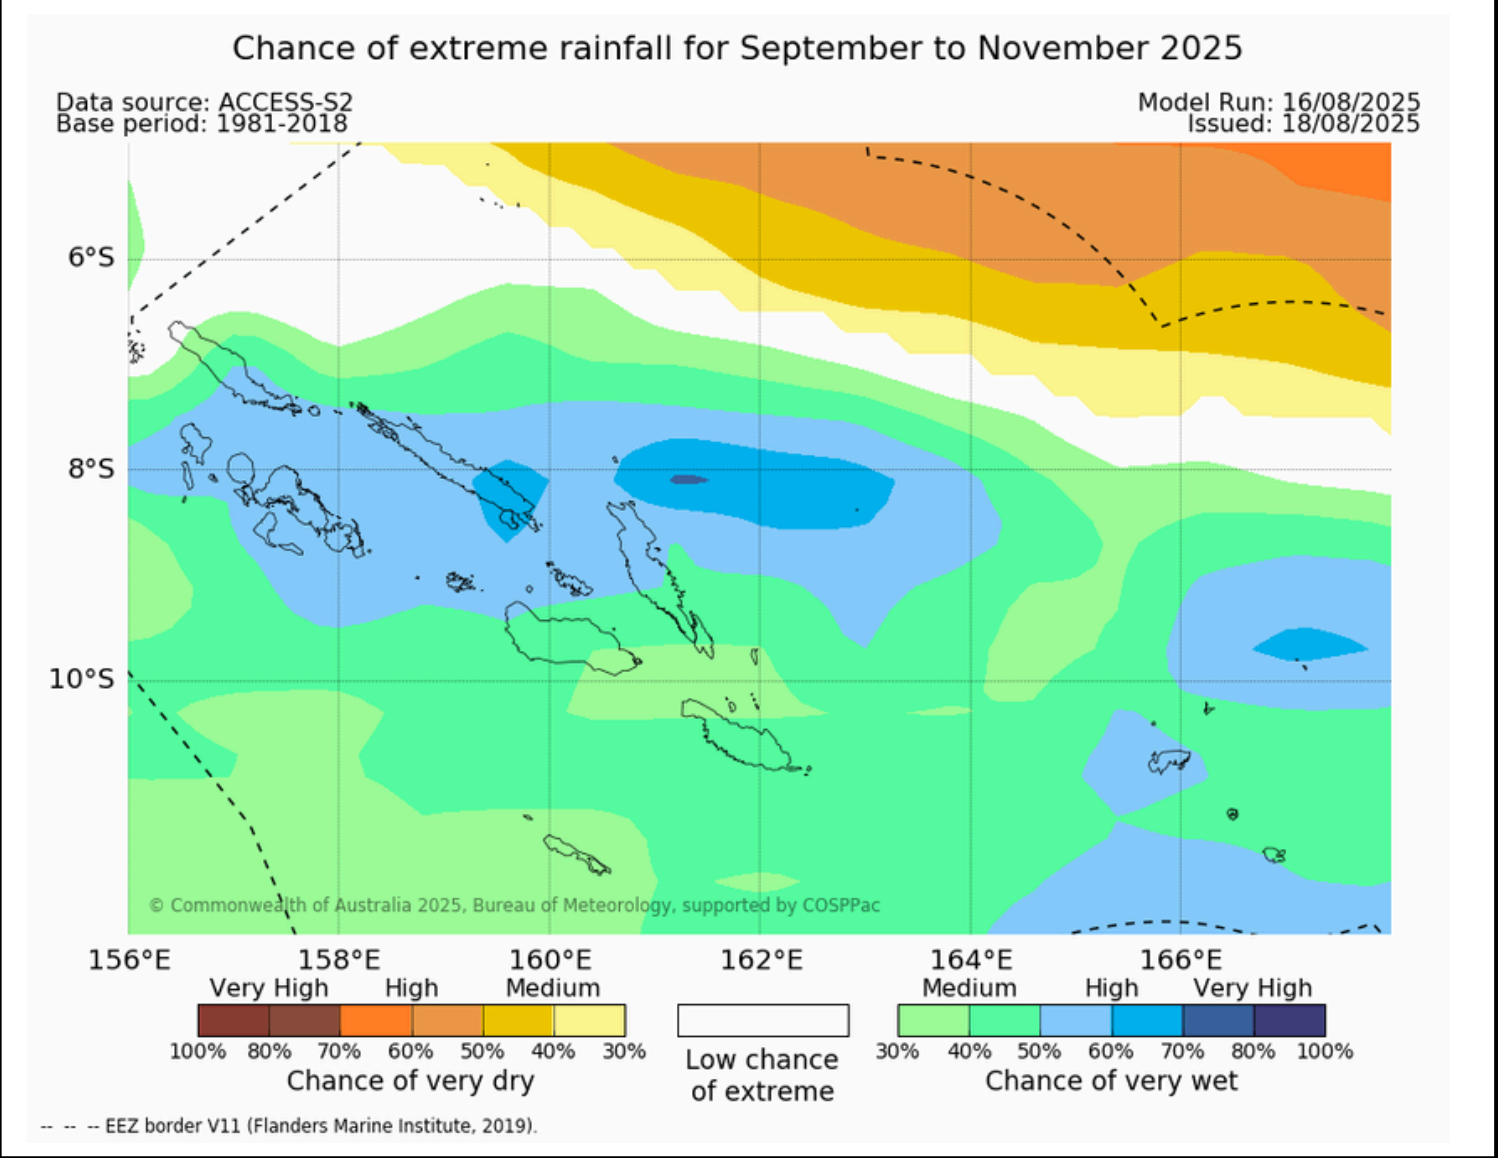 Chance of extreme rainfall for September to November 2025
Data source: ACCESS-S2
Base period: 1981-2018
Model Run: 16/08/2025
Issued: 18/08/2025
6°S
8°S
10°S
© Commonwealth of Australia 2025, Bureau of Meteorology, supported by COSPPac
156°E 158°E 160°E 162°E 164°E 166°E
Very High High Medium
100% 80% 70% 60% 50% 40% 30%
Chance of very dry
Low chance
of extreme
Medium High Very High
30% 40% 50% 60% 70% 80% 100%
Chance of very wet
-- -- -- EEZ border V11 (Flanders Marine Institute, 2019).